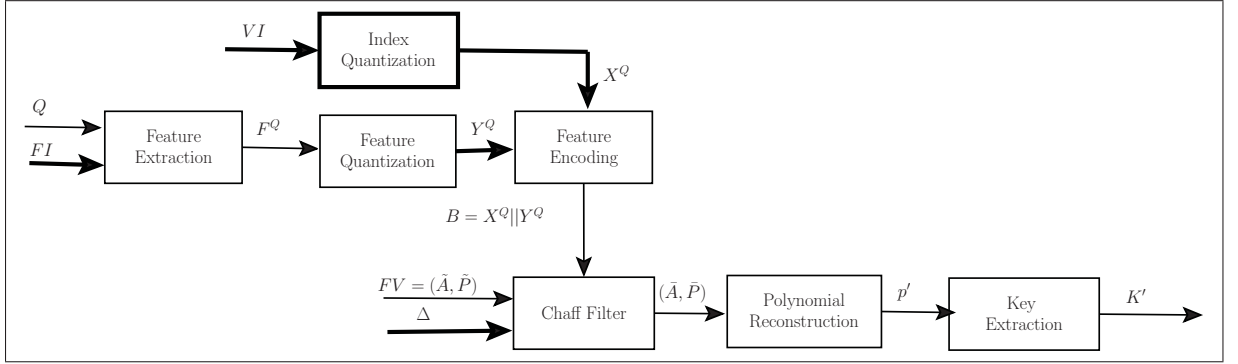 VI
Index
Quantization
X^Q
Q
FI
Feature
Extraction
F^Q
Feature
Quantization
Y^Q
Feature
Encoding
B = X^Q||Y^Q
FV = (Ã, P̃)
Δ
Chaff Filter
(Ā, P̄)
Polynomial
Reconstruction
p′
Key
Extraction
K′